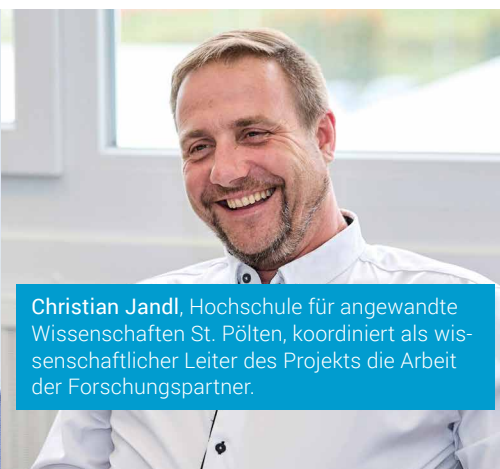 Christian Jandl, Hochschule für angewandte
Wissenschaften St. Pölten, koordiniert als wis-
senschaftlicher Leiter des Projekts die Arbeit
der Forschungspartner.